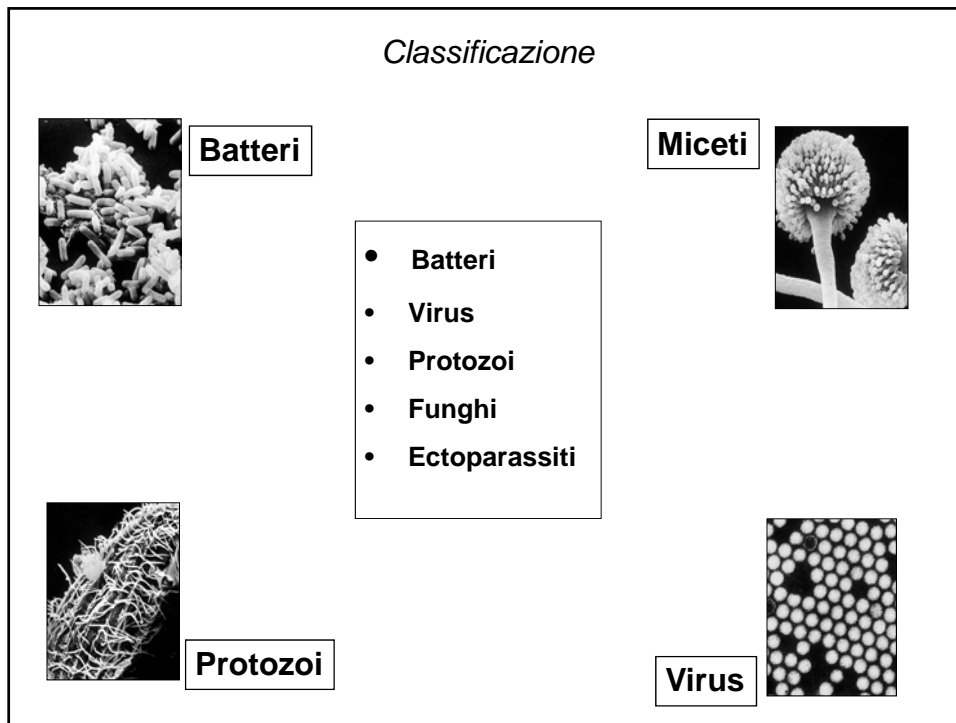 Classificazione
Batteri
Miceti
• Batteri
• Virus
• Protozoi
• Funghi
• Ectoparassiti
Protozoi
Virus